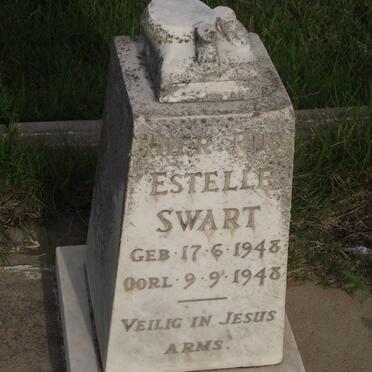 HIER RUS
ESTELLE
SWART
GEB · 17 · 6 · 1948
OORL · 9 · 9 · 1948
VEILIG IN JESUS
ARMS.